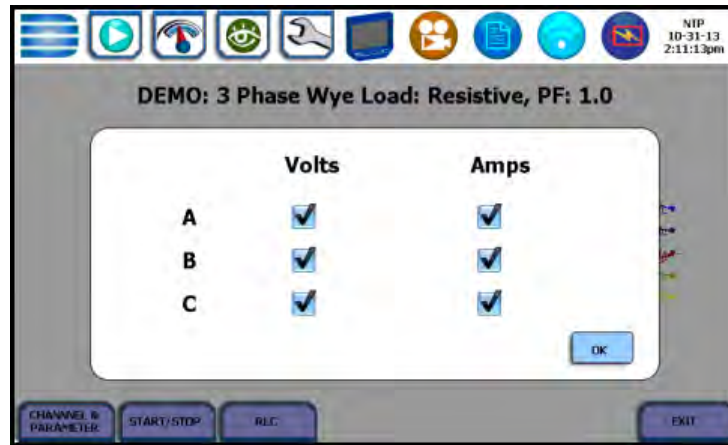 NTP
10-31-13
2:11:13pm
DEMO: 3 Phase Wye Load: Resistive, PF: 1.0
Volts Amps
A
B
C
OK
CHANNEL &
PARAMETER
START/STOP
RLC
EXIT